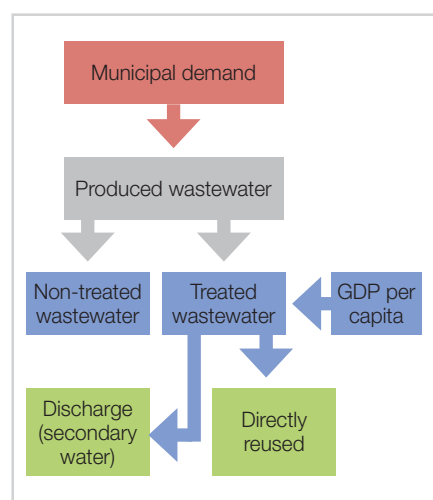 Municipal demand
Produced wastewater
Non-treated
wastewater
Treated
wastewater
GDP per
capita
Discharge
(secondary
water)
Directly
reused